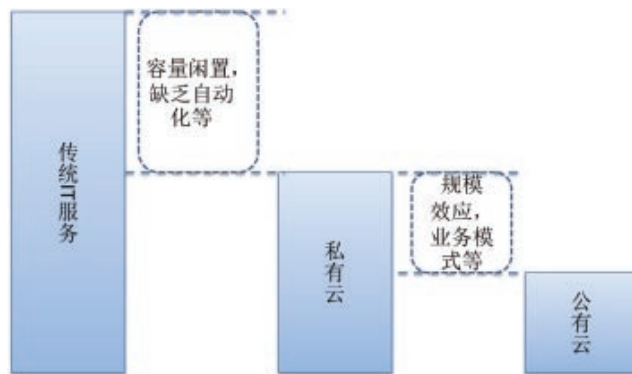 容量闲置，
缺乏自动
化等
传统IT服务
规模
效应，
业务模
式等
私有云
公有云